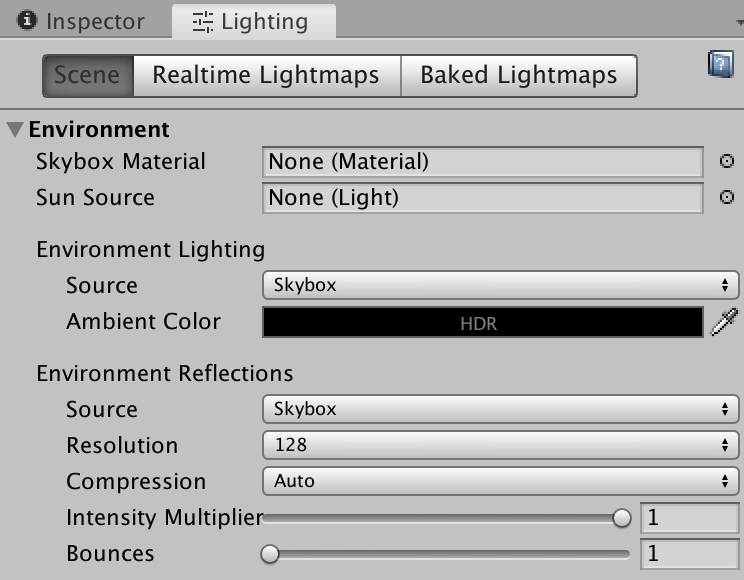 Inspector Lighting
Scene Realtime Lightmaps Baked Lightmaps
Environment
Skybox Material None (Material)
Sun Source None (Light)
Environment Lighting
Source Skybox
Ambient Color HDR
Environment Reflections
Source Skybox
Resolution 128
Compression Auto
Intensity Multiplier 1
Bounces 1